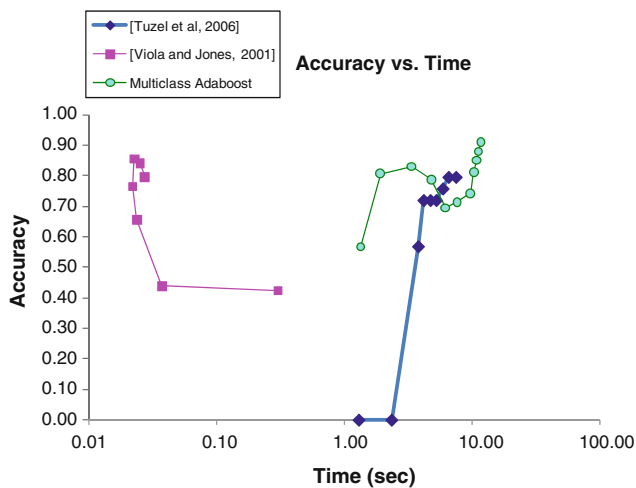 [Tuzel et al, 2006]
[Viola and Jones, 2001]
Multiclass Adaboost
Accuracy vs. Time
1.00
0.90
0.80
0.70
0.60
0.50
0.40
0.30
0.20
0.10
0.00
Accuracy
0.01
0.10
1.00
10.00
100.00
Time (sec)